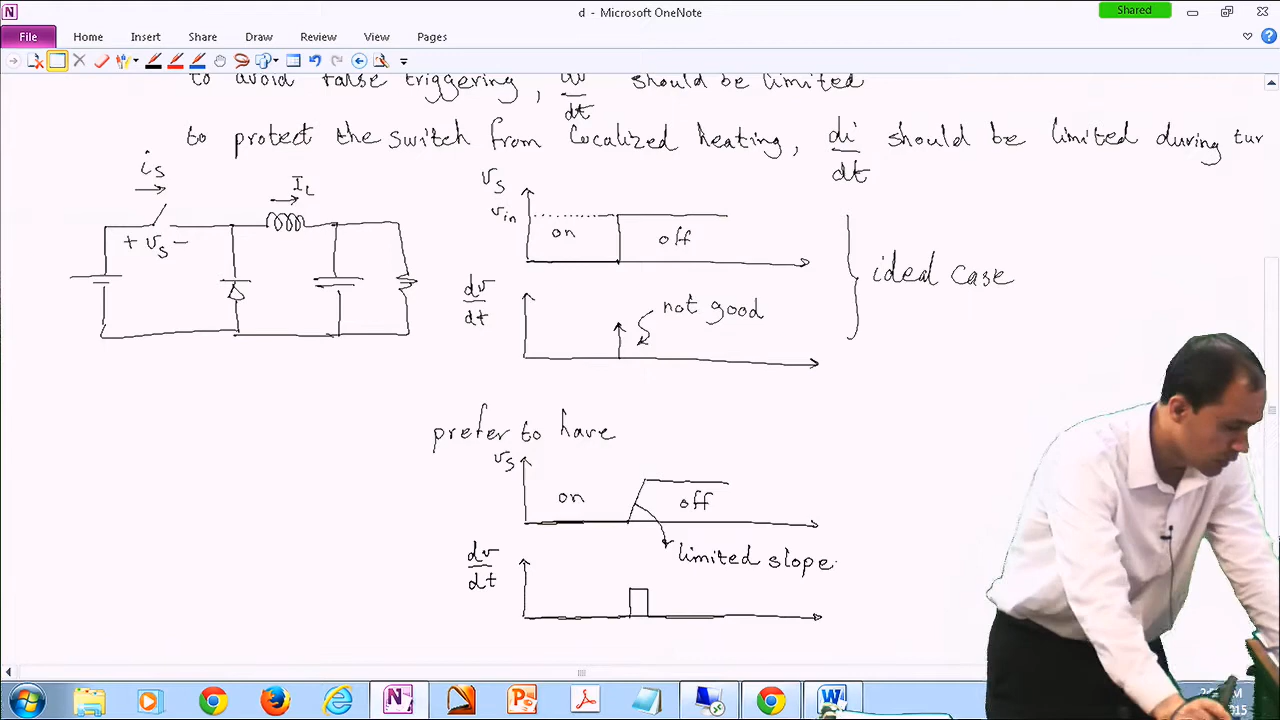 d - Microsoft OneNote
Shared
File Home Insert Share Draw Review View Pages
to avoid false triggering, dv/dt should be limited
to protect the switch from localized heating, di/dt should be limited during tur
is
IL
+ vs −
vs
vin
on off
ideal case
dv/dt
not good
prefer to have
vs
on off
limited slope
dv/dt